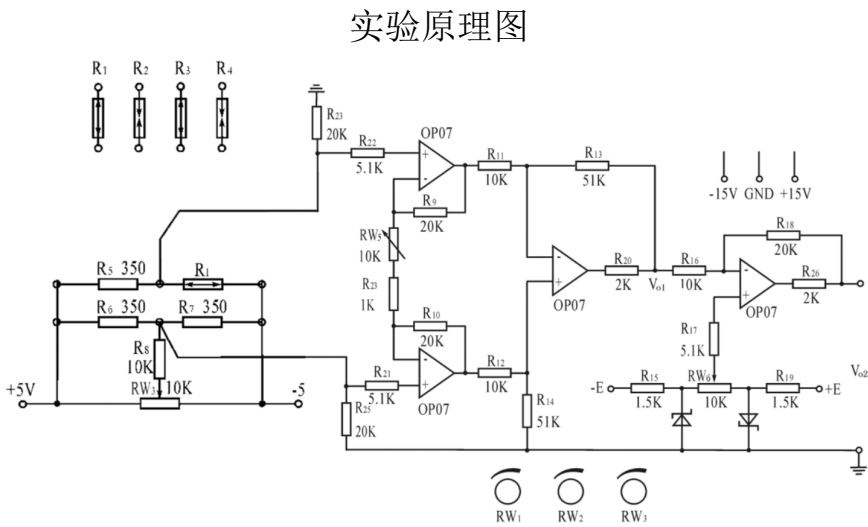 实验原理图
R1 R2 R3 R4
R23
20K
OP07
R22
5.1K
R11
10K
R13
51K
-15V GND +15V
R9
20K
RW5
10K
R18
20K
R5 350 R1
R23
1K
OP07
R20
2K
Vo1
R16
10K
OP07
R26
2K
R6 350 R7 350
R10
20K
R17
5.1K
R8
10K
+5V RW3 10K -5
R21
5.1K
OP07
R12
10K
-E R15
1.5K
RW6
10K
R19
1.5K
+E
Vo2
R25
20K
R14
51K
RW1 RW2 RW3